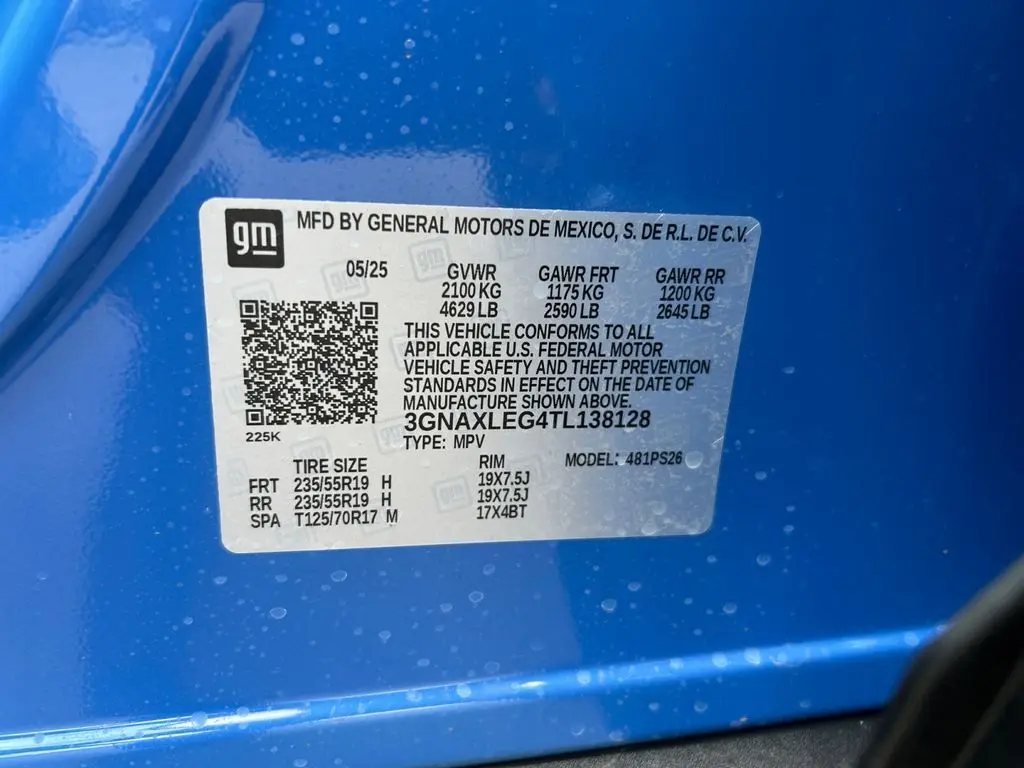 gm MFD BY GENERAL MOTORS DE MEXICO, S. DE R.L. DE C.V.
05/25 GVWR GAWR FRT GAWR RR
2100 KG 1175 KG 1200 KG
4629 LB 2590 LB 2645 LB
THIS VEHICLE CONFORMS TO ALL
APPLICABLE U.S. FEDERAL MOTOR
VEHICLE SAFETY AND THEFT PREVENTION
STANDARDS IN EFFECT ON THE DATE OF
MANUFACTURE SHOWN ABOVE.
3GNAXLEG4TL138128
225K
TYPE: MPV
TIRE SIZE RIM MODEL: 481PS26
FRT 235/55R19 H 19X7.5J
RR 235/55R19 H 19X7.5J
SPA T125/70R17 M 17X4BT